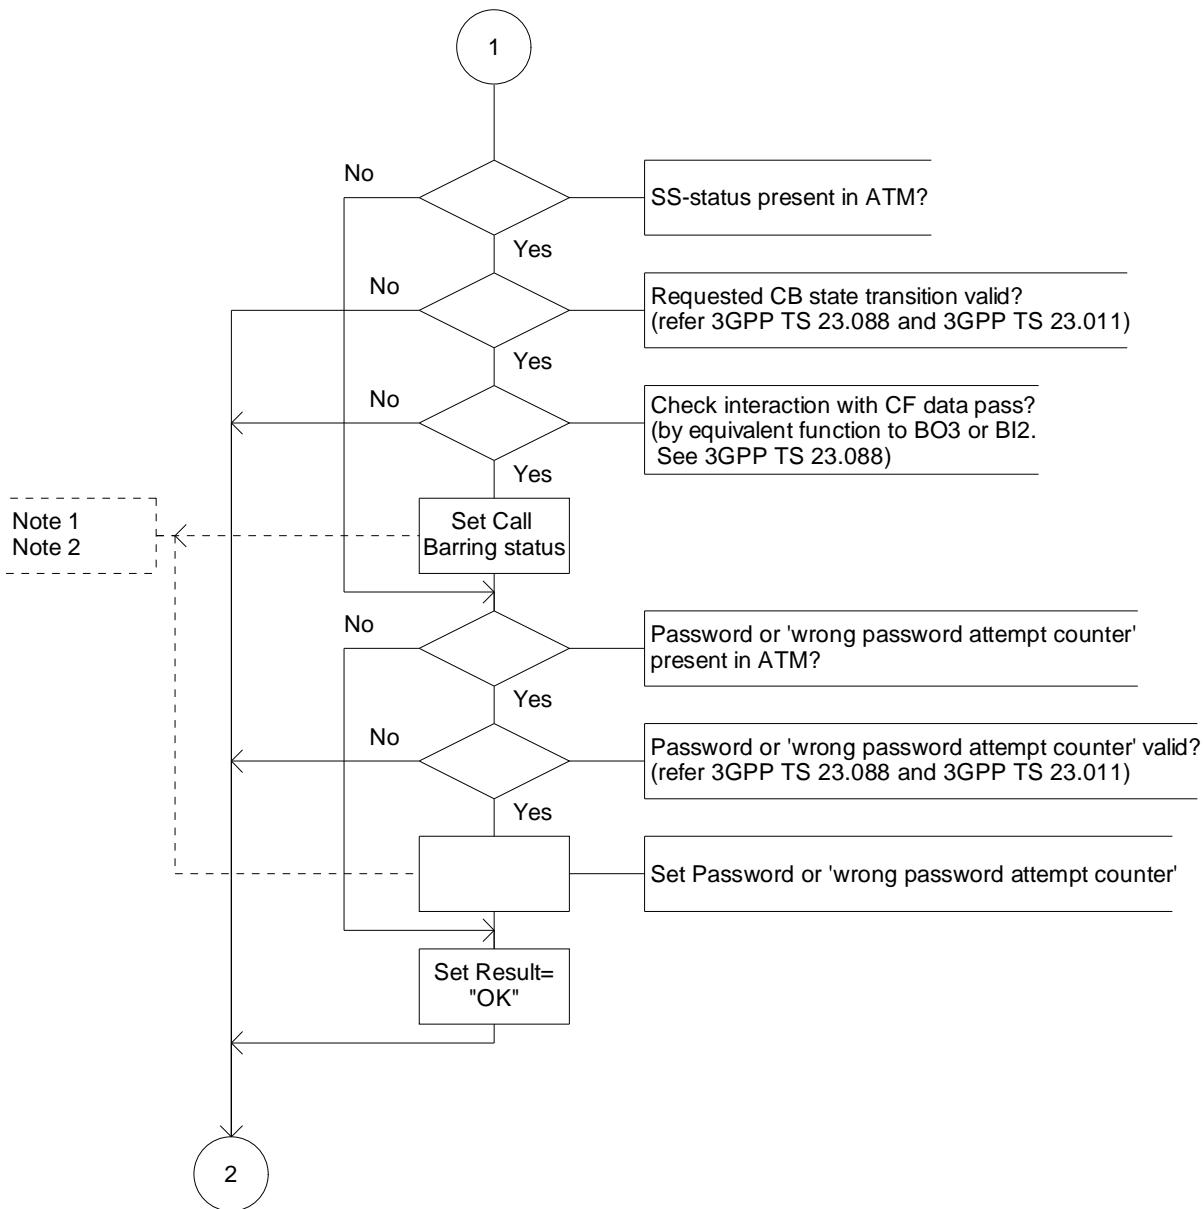 1
No
SS-status present in ATM?
Yes
No
Requested CB state transition valid?
(refer 3GPP TS 23.088 and 3GPP TS 23.011)
Yes
No
Check interaction with CF data pass?
(by equivalent function to BO3 or BI2.
See 3GPP TS 23.088)
Yes
Note 1
Note 2
Set Call
Barring status
No
Password or 'wrong password attempt counter'
present in ATM?
Yes
No
Password or 'wrong password attempt counter' valid?
(refer 3GPP TS 23.088 and 3GPP TS 23.011)
Yes
Set Password or 'wrong password attempt counter'
Set Result=
"OK"
2